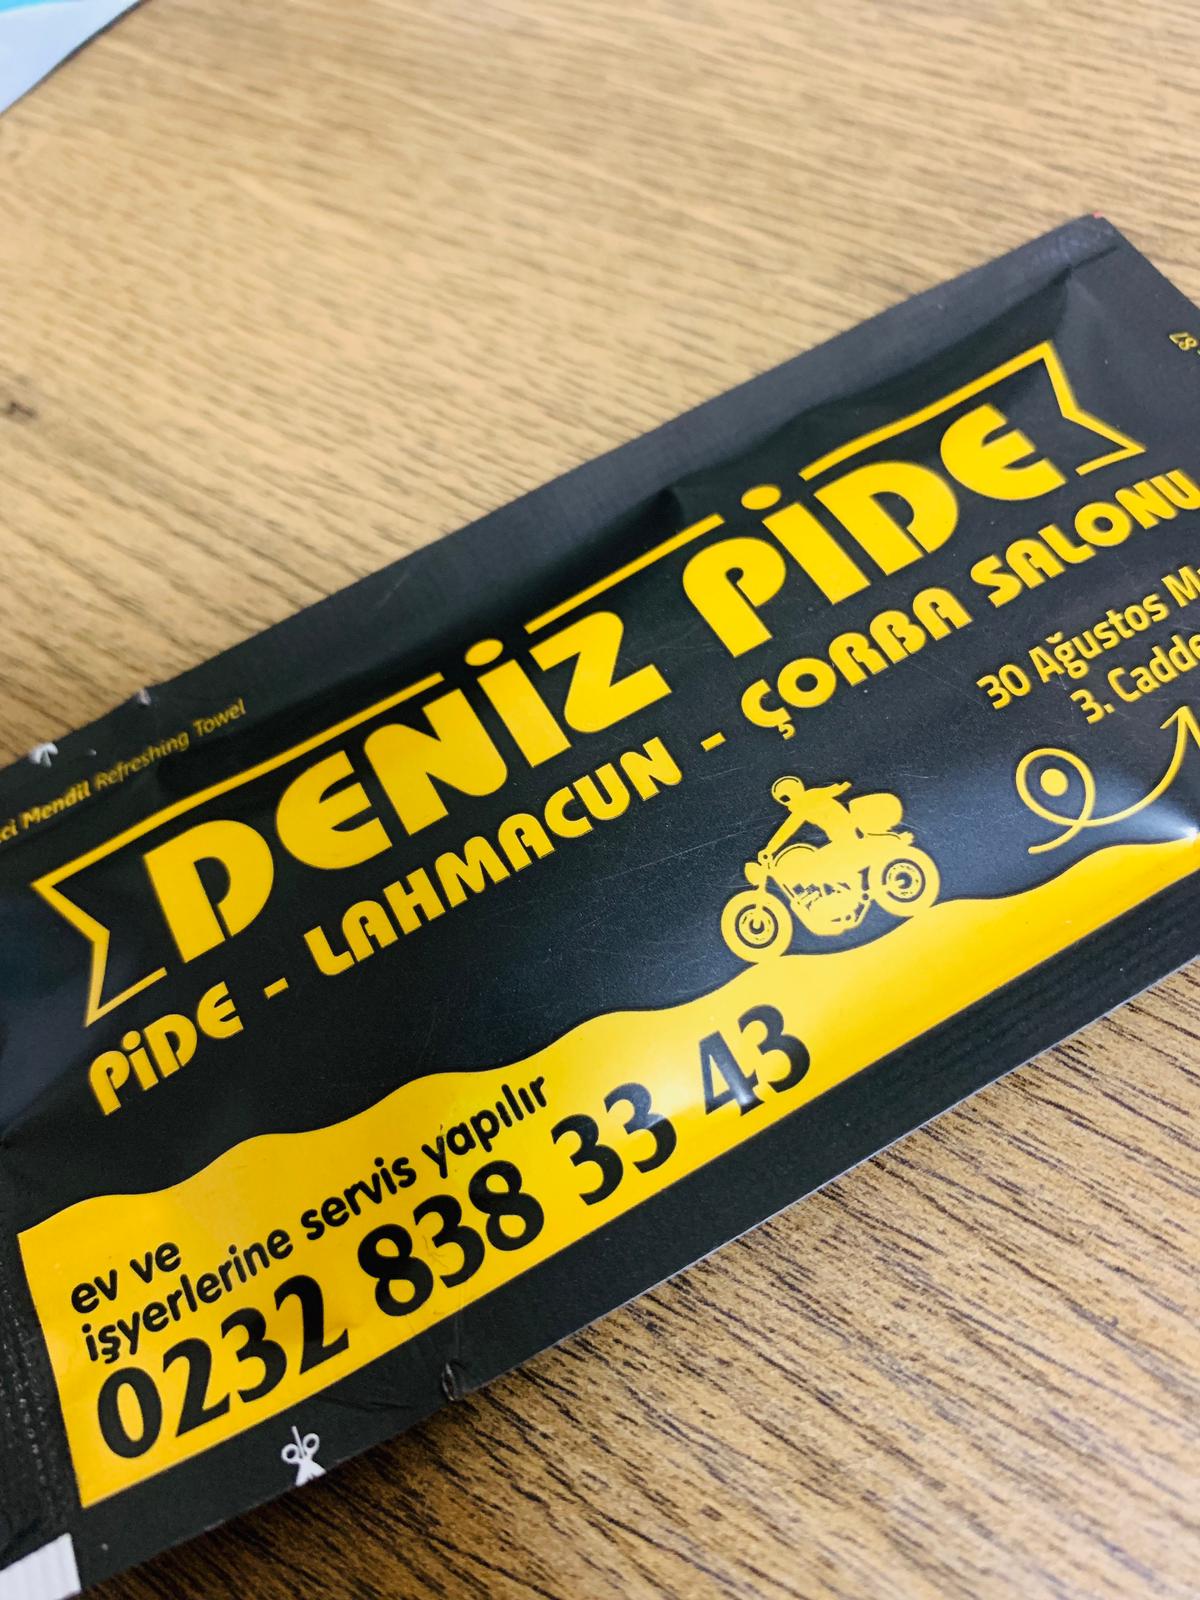 Mendil Refreshing Towel
DENİZ PİDE
PİDE - LAHMACUN - ÇORBA SALONU
30 Ağustos
3.
ev ve
işyerlerine servis yapılır
0232 838 33 43